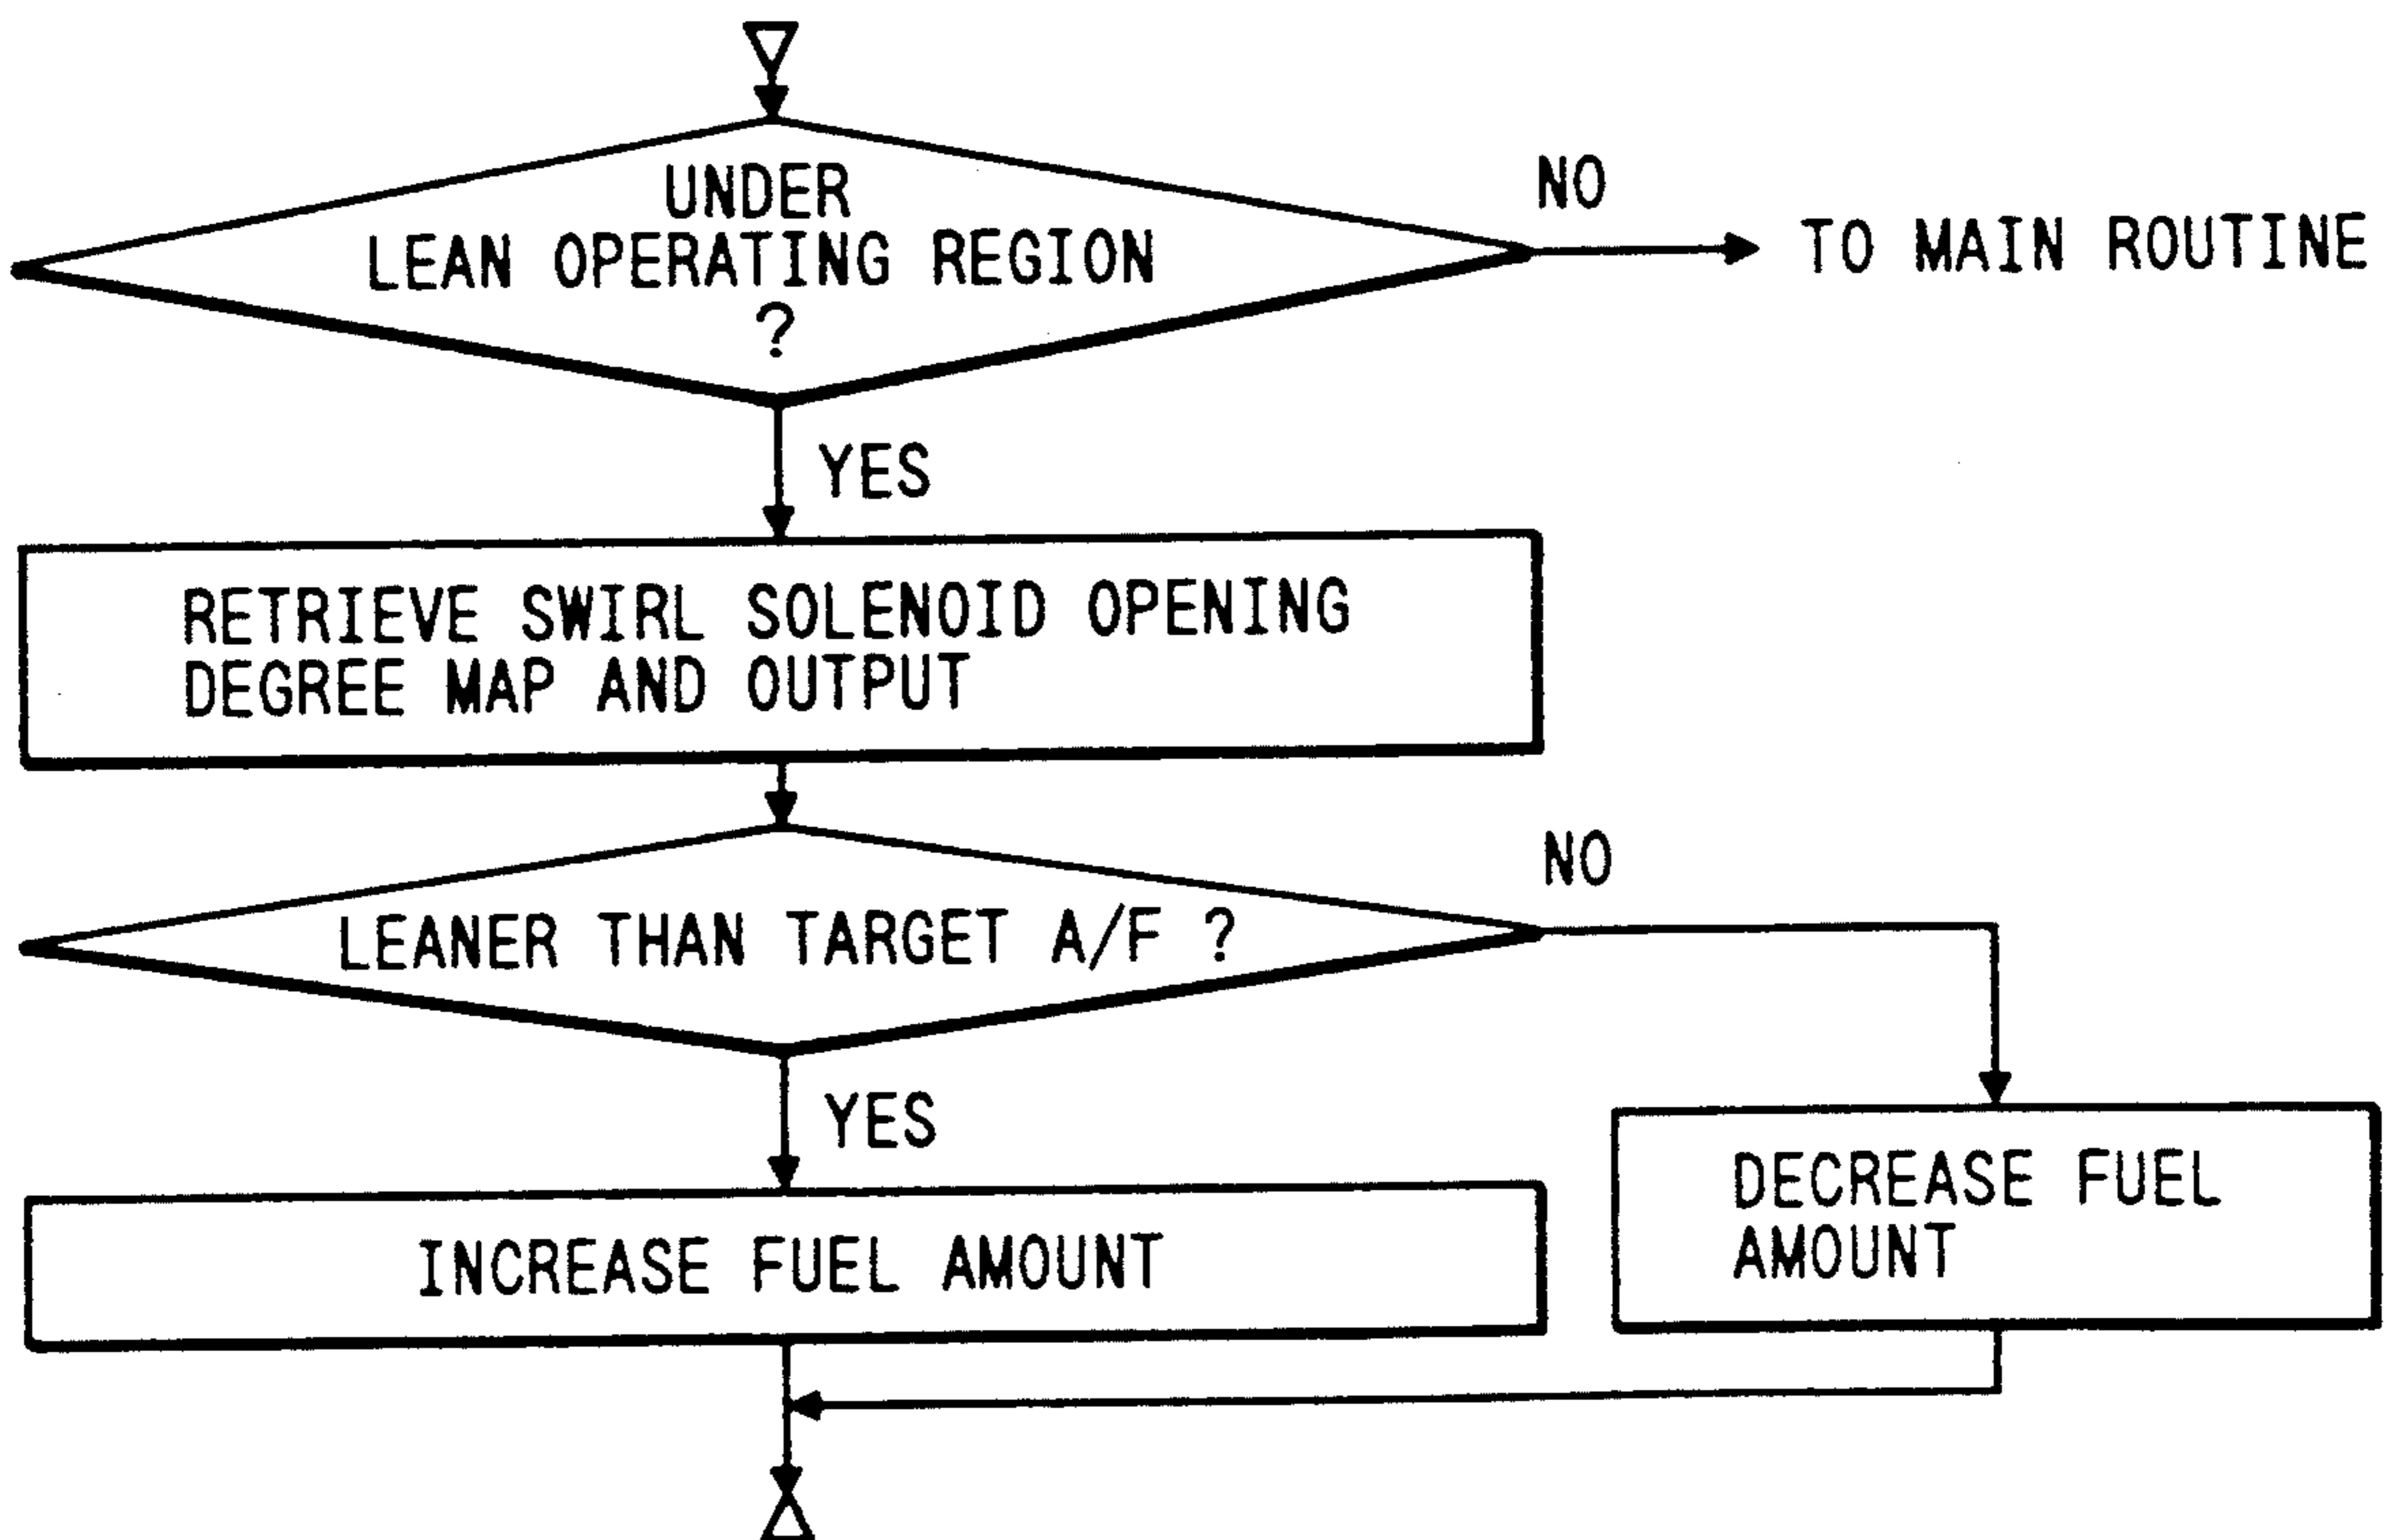 UNDER
LEAN OPERATING REGION
?
NO
TO MAIN ROUTINE
YES
RETRIEVE SWIRL SOLENOID OPENING
DEGREE MAP AND OUTPUT
LEANER THAN TARGET A/F ?
NO
YES
DECREASE FUEL
AMOUNT
INCREASE FUEL AMOUNT